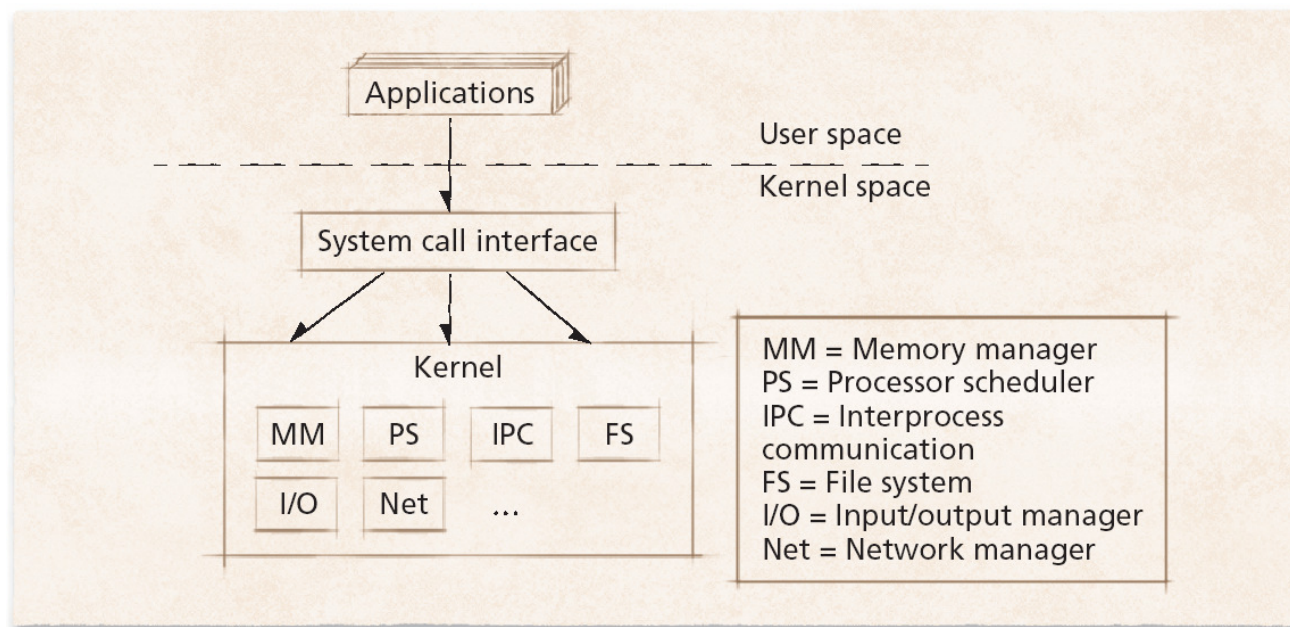 Applications
User space
Kernel space
System call interface
Kernel
MM PS IPC FS
I/O Net ...
MM = Memory manager
PS = Processor scheduler
IPC = Interprocess
communication
FS = File system
I/O = Input/output manager
Net = Network manager